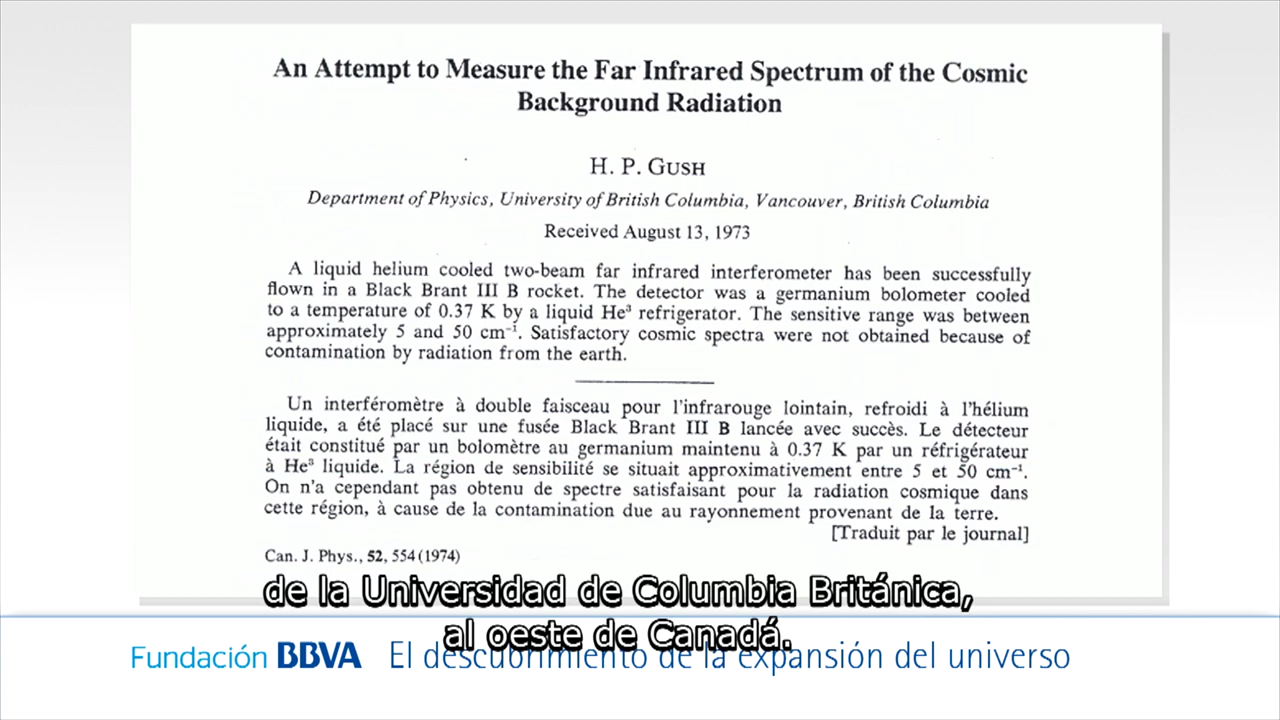 An Attempt to Measure the Far Infrared Spectrum of the Cosmic
Background Radiation
H. P. GUSH
Department of Physics, University of British Columbia, Vancouver, British Columbia
Received August 13, 1973
A liquid helium cooled two-beam far infrared interferometer has been successfully
flown in a Black Brant III B rocket. The detector was a germanium bolometer cooled
to a temperature of 0.37 K by a liquid He³ refrigerator. The sensitive range was between
approximately 5 and 50 cm⁻¹. Satisfactory cosmic spectra were not obtained because of
contamination by radiation from the earth.
Un interféromètre à double faisceau pour l'infrarouge lointain, refroidi à l'hélium
liquide, a été placé sur une fusée Black Brant III B lancée avec succès. Le détecteur
était constitué par un bolomètre au germanium maintenu à 0.37 K par un réfrigérateur
à He³ liquide. La région de sensibilité se situait approximativement entre 5 et 50 cm⁻¹.
On n'a cependant pas obtenu de spectre satisfaisant pour la radiation cosmique dans
cette région, à cause de la contamination due au rayonnement provenant de la terre.
[Traduit par le journal]
Can. J. Phys., 52, 554 (1974)
de la Universidad de Columbia Británica,
al oeste de Canadá.
Fundación BBVA El descubrimiento de la expansión del universo